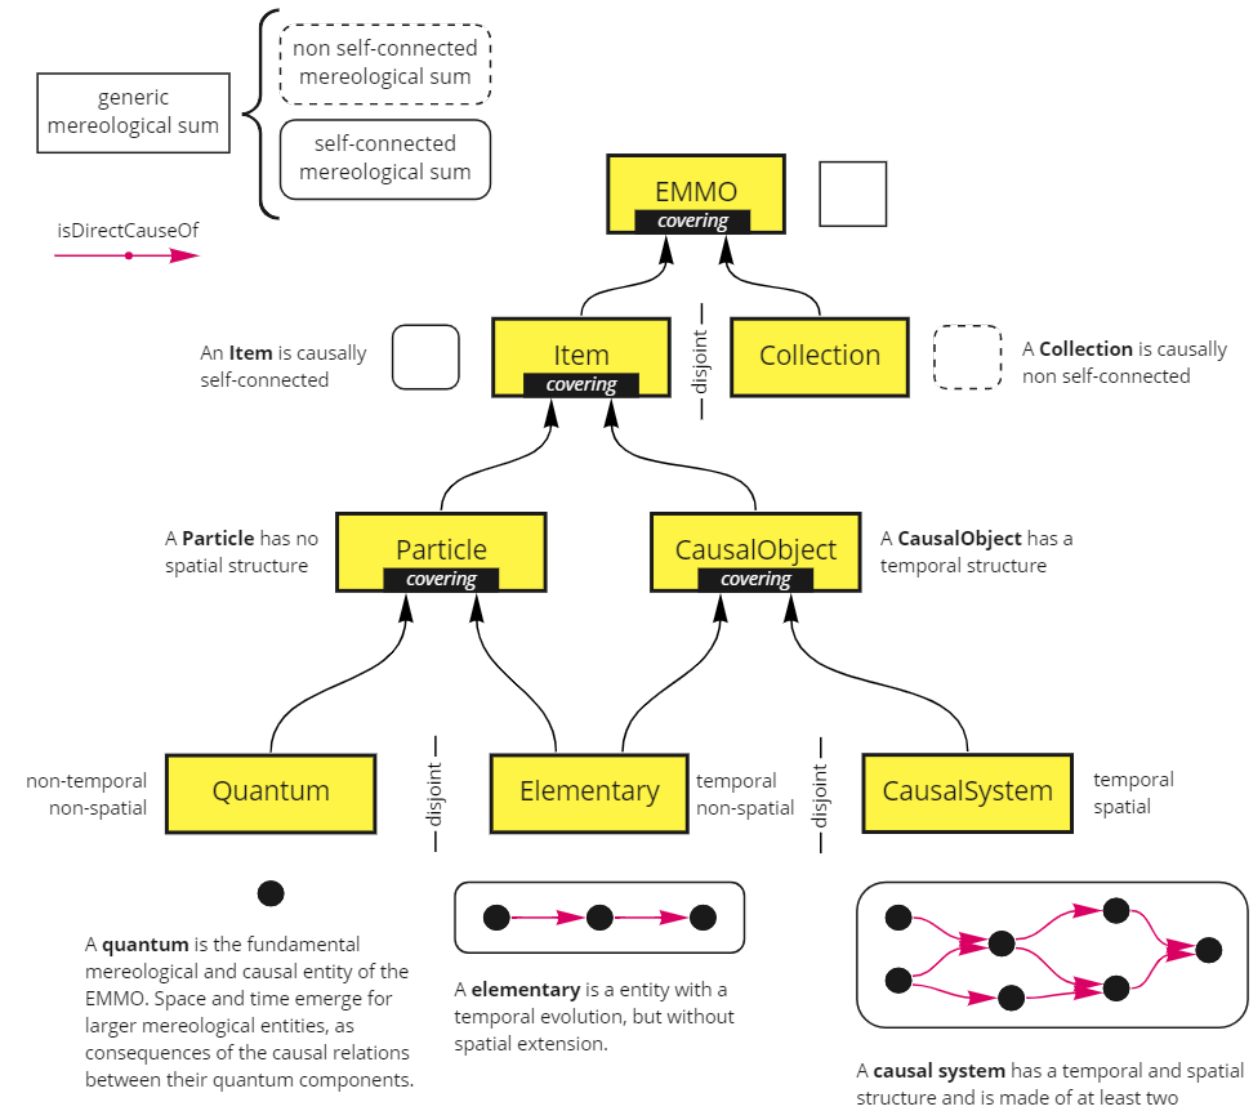 non self-connected
mereological sum
generic
mereological sum
self-connected
mereological sum
isDirectCauseOf
EMMO
covering
An Item is causally
self-connected
Item
covering
disjoint
Collection
A Collection is causally
non self-connected
A Particle has no
spatial structure
Particle
covering
CausalObject
covering
A CausalObject has a
temporal structure
non-temporal
non-spatial
Quantum
disjoint
Elementary
temporal
non-spatial
disjoint
CausalSystem
temporal
spatial
A quantum is the fundamental
mereological and causal entity of the
EMMO. Space and time emerge for
larger mereological entities, as
consequences of the causal relations
between their quantum components.
A elementary is a entity with a
temporal evolution, but without
spatial extension.
A causal system has a temporal and spatial
structure and is made of at least two